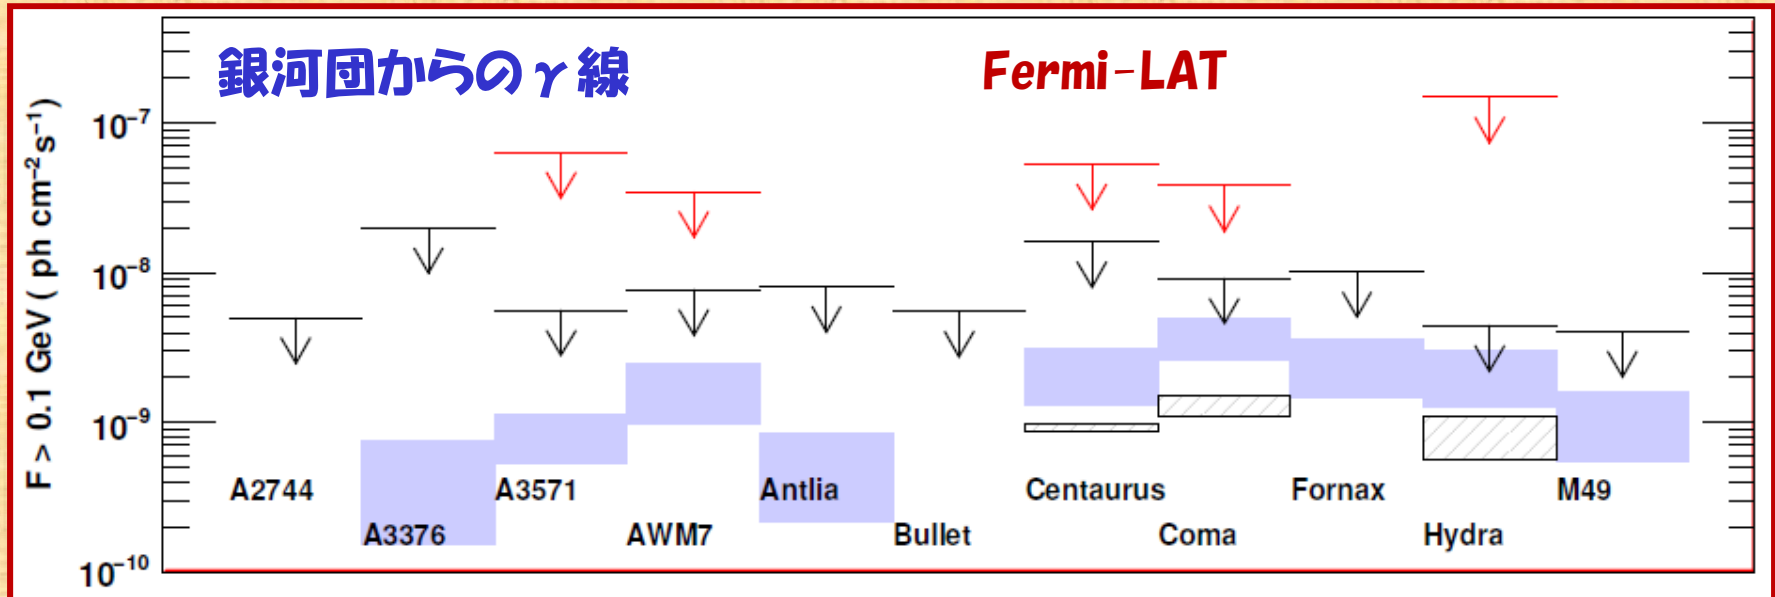 銀河団からのγ線
Fermi-LAT
F > 0.1 GeV ( ph cm⁻²s⁻¹)
10⁻⁷
10⁻⁸
10⁻⁹
10⁻¹⁰
A2744
A3571
Antlia
Centaurus
Fornax
M49
A3376
AWM7
Bullet
Coma
Hydra